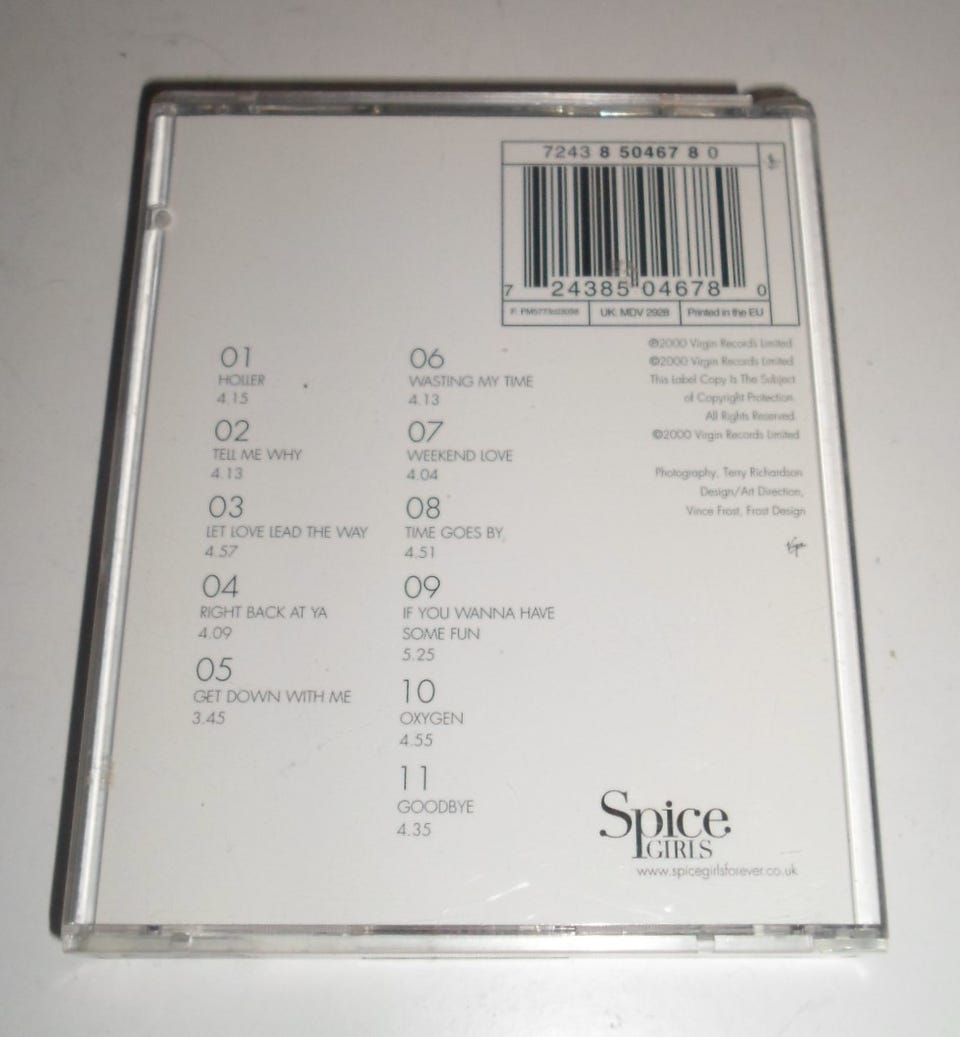 7243 8 50467 8 0
7 24385 04678 0
UK: MDV 2928
Printed in the EU
01
HOLLER
4.15
02
TELL ME WHY
4.13
03
LET LOVE LEAD THE WAY
4.57
04
RIGHT BACK AT YA
4.09
05
GET DOWN WITH ME
3.45
06
WASTING MY TIME
4.13
07
WEEKEND LOVE
4.04
08
TIME GOES BY
4.51
09
IF YOU WANNA HAVE
SOME FUN
5.25
10
OXYGEN
4.55
11
GOODBYE
4.35
℗2000 Virgin Records Limited
©2000 Virgin Records Limited
This Label Copy Is The Subject
of Copyright Protection.
All Rights Reserved.
©2000 Virgin Records Limited
Photography, Terry Richardson
Design/Art Direction,
Vince Frost, Frost Design
Virgin
Spice
GIRLS
www.spicegirlsforever.co.uk